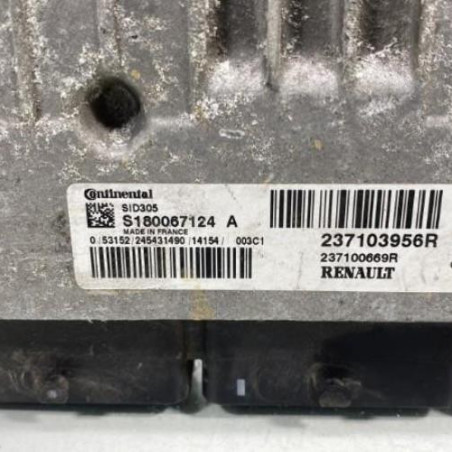 Continental
SID305
S180067124 A
MADE IN FRANCE
0/53152/245431490/14154/ 003C1
237103956R
237100669R
RENAULT